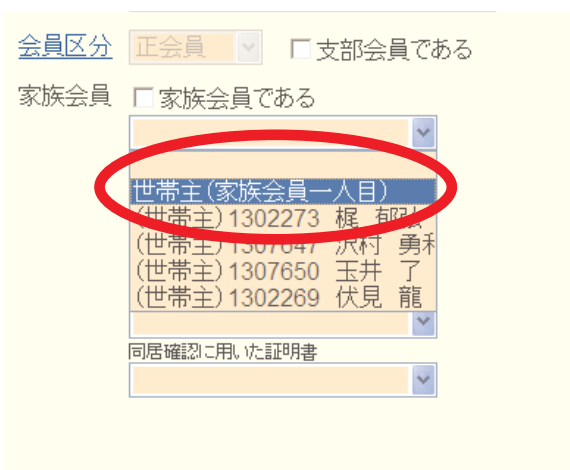 会員区分 正会員 支部会員である
家族会員 家族会員である
世帯主(家族会員一人目)
(世帯主) 1302273 梶
(世帯主) 1307647 沢村 勇
(世帯主) 1307650 玉井 了
(世帯主) 1302269 伏見 龍
同居確認に用いた証明書